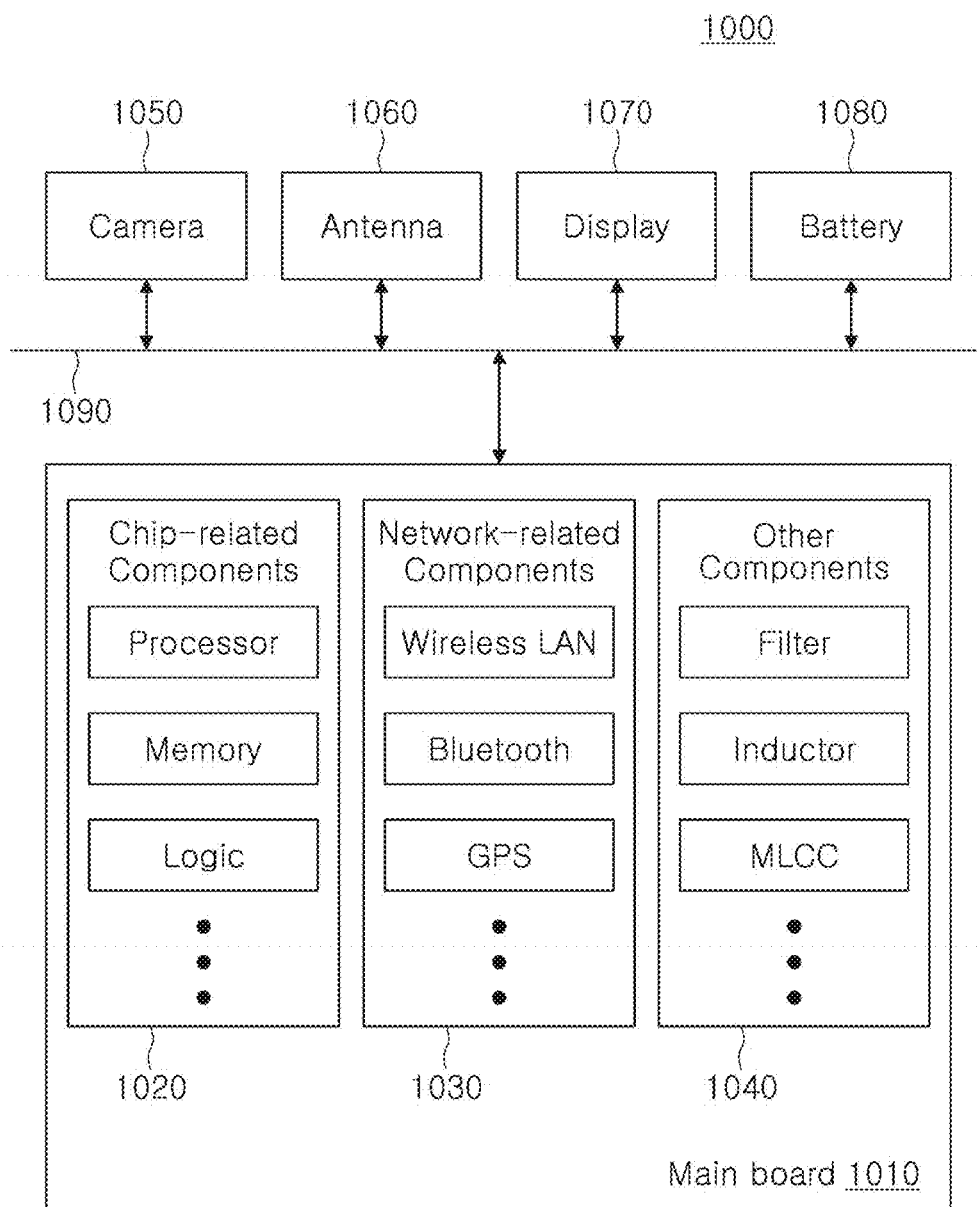 1000
1050 1060 1070 1080
Camera Antenna Display Battery
1090
Chip-related
Components
Processor
Memory
Logic
Network-related
Components
Wireless LAN
Bluetooth
GPS
Other
Components
Filter
Inductor
MLCC
1020 1030 1040
Main board 1010